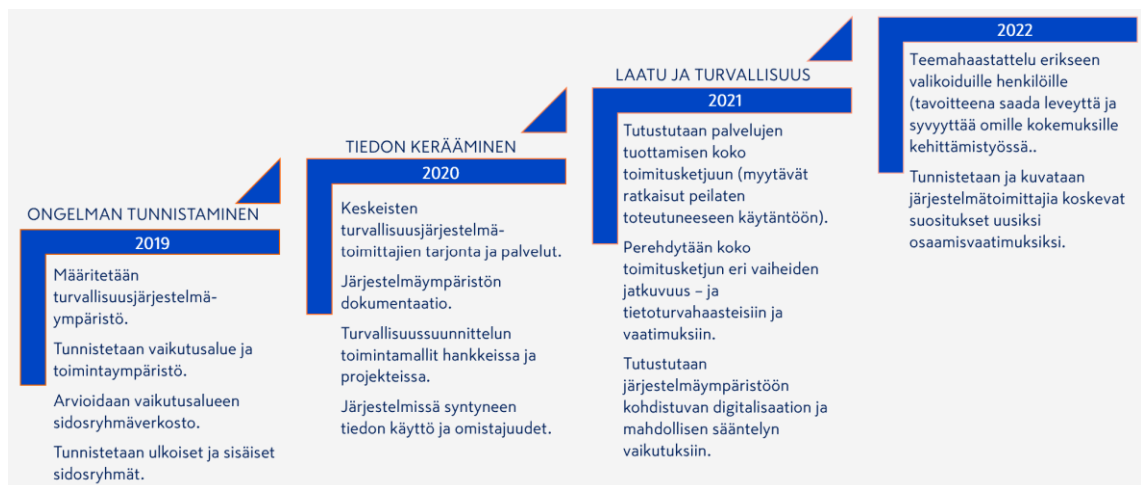 ONGELMAN TUNNISTAMINEN
2019
Määritetään
turvallisuusjärjestelmä-
ympäristö.
Tunnistetaan vaikutusalue ja
toimintaympäristö.
Arvioidaan vaikutusalueen
sidosryhmäverkosto.
Tunnistetaan ulkoiset ja sisäiset
sidosryhmät.
TIEDON KERÄÄMINEN
2020
Keskeisten
turvallisuusjärjestelmä-
toimittajien tarjonta ja palvelut.
Järjestelmäympäristön
dokumentaatio.
Turvallisuussuunnittelun
toimintamallit hankkeissa ja
projekteissa.
Järjestelmissä syntyneen
tiedon käyttö ja omistajuudet.
LAATU JA TURVALLISUUS
2021
Tutustutaan palvelujen
tuottamisen koko
toimitusketjuun (myytävät
ratkaisut peilaten
toteutuneeseen käytäntöön).
Perehdytään koko
toimitusketjun eri vaiheiden
jatkuvuus – ja
tietoturvahaasteisiin ja
vaatimuksiin.
Tutustutaan
järjestelmäympäristöön
kohdistuvan digitalisaation ja
mahdollisen sääntelyn
vaikutuksiin.
2022
Teemahaastattelu erikseen
valikoiduille henkilöille
(tavoitteena saada leveyttä ja
syvyyttä omille kokemuksille
kehittämistyössä..
Tunnistetaan ja kuvataan
järjestelmätoimittajia koskevat
suositukset uusiksi
osaamisvaatimuksiksi.